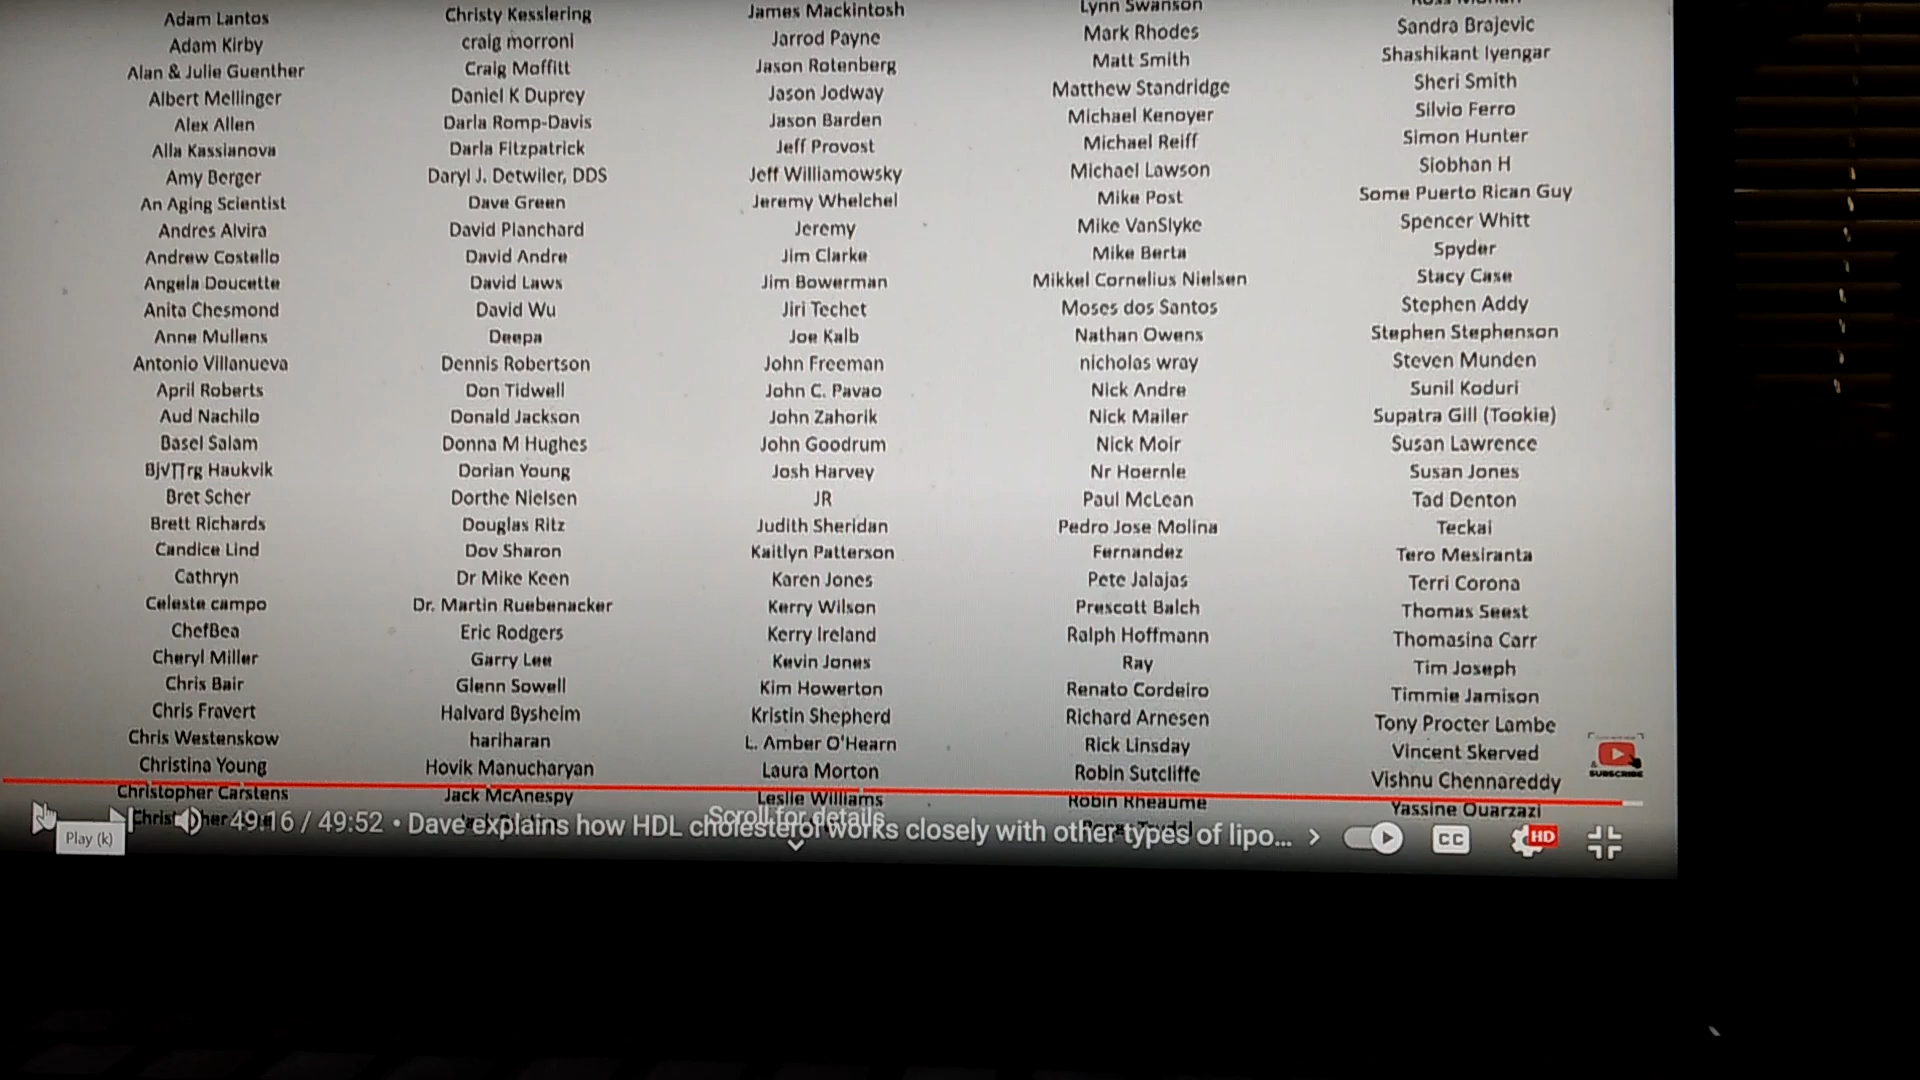 Adam Lantos
Adam Kirby
Alan & Julie Guenther
Albert Mellinger
Alex Allen
Alla Kassianova
Amy Berger
An Aging Scientist
Andres Alvira
Andrew Costello
Angela Doucette
Anita Chesmond
Anne Mullens
Antonio Villanueva
April Roberts
Aud Nachilo
Basel Salam
Bjv∏rg Haukvik
Bret Scher
Brett Richards
Candice Lind
Cathryn
Celeste campo
ChefBea
Cheryl Miller
Chris Bair
Chris Fravert
Chris Westenskow
Christina Young
Christopher Carstens
Christy Kesslering
craig morroni
Craig Moffitt
Daniel K Duprey
Darla Romp-Davis
Darla Fitzpatrick
Daryl J. Detwiler, DDS
Dave Green
David Planchard
David Andre
David Laws
David Wu
Deepa
Dennis Robertson
Don Tidwell
Donald Jackson
Donna M Hughes
Dorian Young
Dorthe Nielsen
Douglas Ritz
Dov Sharon
Dr Mike Keen
Dr. Martin Ruebenacker
Eric Rodgers
Garry Lee
Glenn Sowell
Halvard Bysheim
hariharan
Hovik Manucharyan
Jack McAnespy
James Mackintosh
Jarrod Payne
Jason Rotenberg
Jason Jodway
Jason Barden
Jeff Provost
Jeff Williamowsky
Jeremy Whelchel
Jeremy
Jim Clarke
Jim Bowerman
Jiri Techet
Joe Kalb
John Freeman
John C. Pavao
John Zahorik
John Goodrum
Josh Harvey
JR
Judith Sheridan
Kaitlyn Patterson
Karen Jones
Kerry Wilson
Kerry Ireland
Kevin Jones
Kim Howerton
Kristin Shepherd
L. Amber O'Hearn
Laura Morton
Leslie Williams
Lynn Swanson
Mark Rhodes
Matt Smith
Matthew Standridge
Michael Kenoyer
Michael Reiff
Michael Lawson
Mike Post
Mike VanSlyke
Mike Berta
Mikkel Cornelius Nielsen
Moses dos Santos
Nathan Owens
nicholas wray
Nick Andre
Nick Mailer
Nick Moir
Nr Hoernle
Paul McLean
Pedro Jose Molina
Fernandez
Pete Jalajas
Prescott Balch
Ralph Hoffmann
Ray
Renato Cordeiro
Richard Arnesen
Rick Linsday
Robin Sutcliffe
Robin Rheaume
Sandra Brajevic
Shashikant Iyengar
Sheri Smith
Silvio Ferro
Simon Hunter
Siobhan H
Some Puerto Rican Guy
Spencer Whitt
Spyder
Stacy Case
Stephen Addy
Stephen Stephenson
Steven Munden
Sunil Koduri
Supatra Gill (Tookie)
Susan Lawrence
Susan Jones
Tad Denton
Teckai
Tero Mesiranta
Terri Corona
Thomas Seest
Thomasina Carr
Tim Joseph
Timmie Jamison
Tony Procter Lambe
Vincent Skerved
Vishnu Chennareddy
Yassine Ouarzazi
SUBSCRIBE
Scroll for details
49:16 / 49:52 • Dave explains how HDL cholesterol works closely with other types of lipo... >
CC
HD
Play (k)